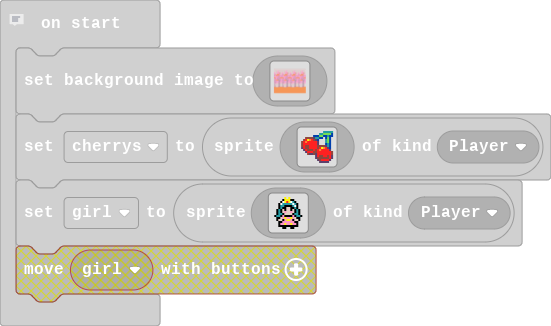 on start
set background image to
set cherrys to sprite of kind Player
set girl to sprite of kind Player
move girl with buttons